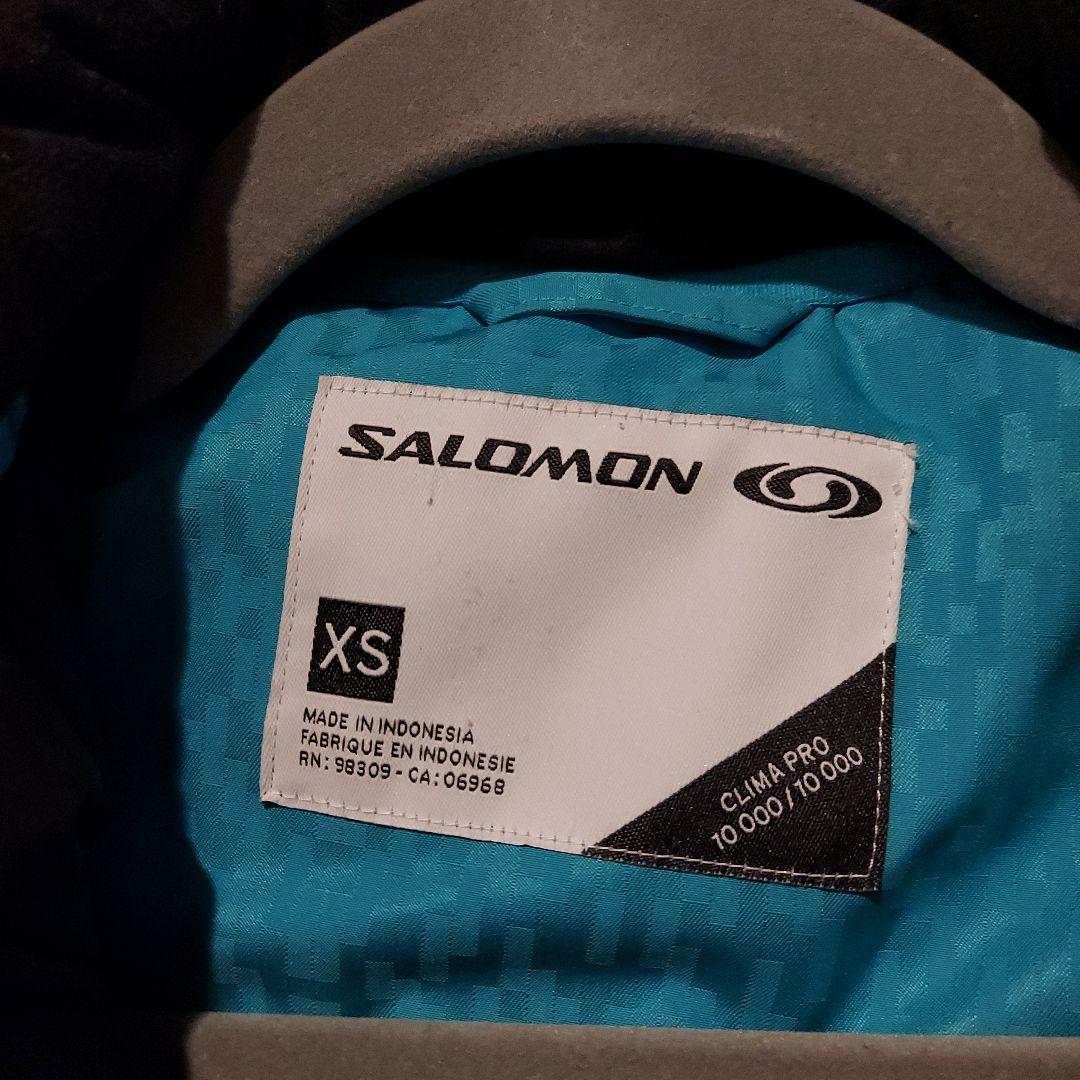 SALOMON
XS
MADE IN INDONESIA
FABRIQUE EN INDONESIE
RN: 98309 - CA: 06968
CLIMA PRO
10 000 / 10 000